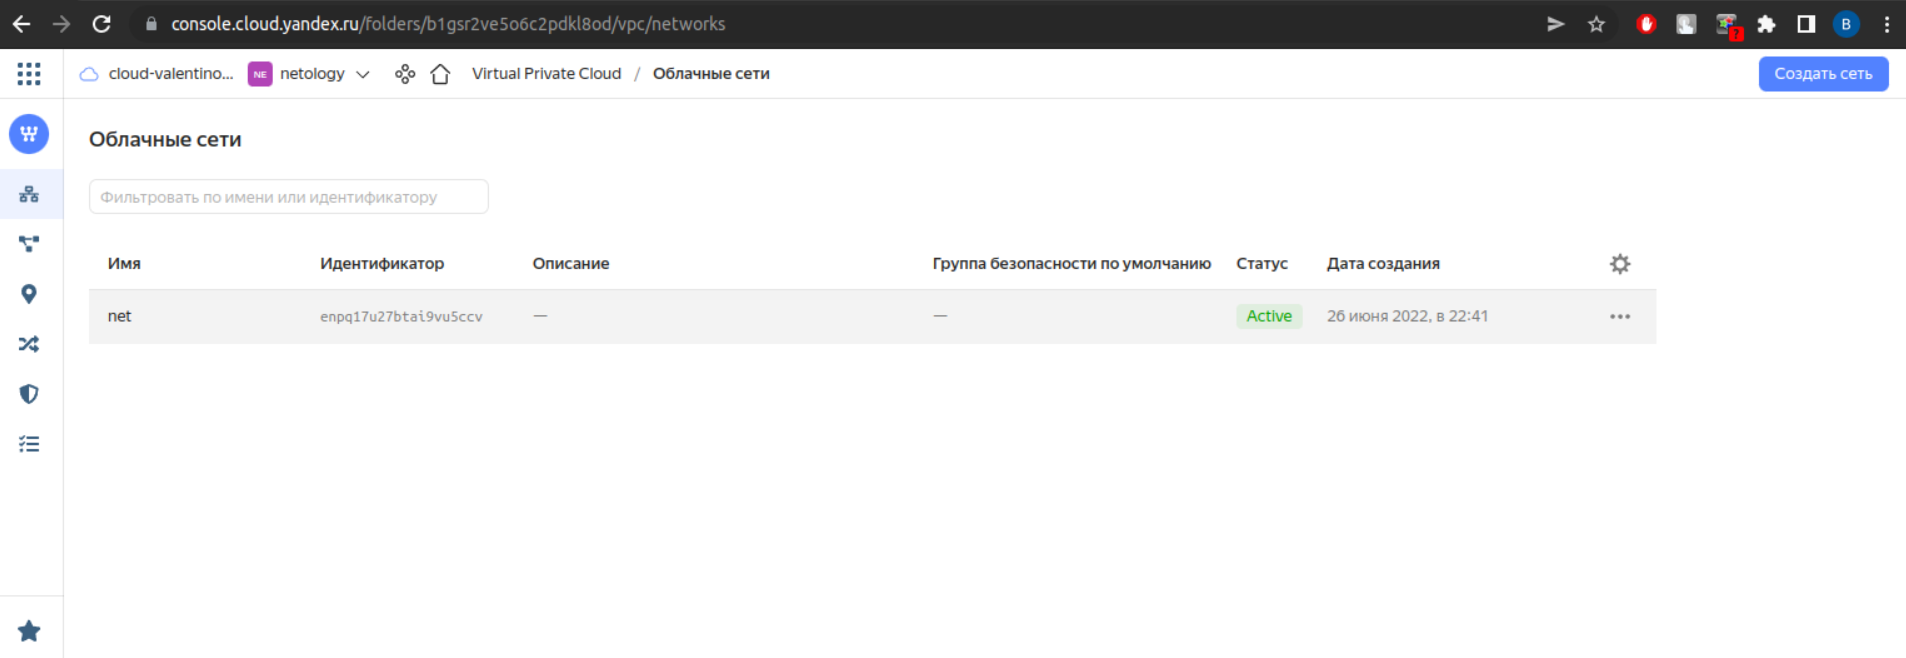 console.cloud.yandex.ru/folders/b1gsr2ve5o6c2pdkl8od/vpc/networks
? B
cloud-valentino... NE netology Virtual Private Cloud / Облачные сети Создать сеть
Облачные сети
Фильтровать по имени или идентификатору
Имя Идентификатор Описание Группа безопасности по умолчанию Статус Дата создания
net enpq17u27btai9vu5ccv — — Active 26 июня 2022, в 22:41